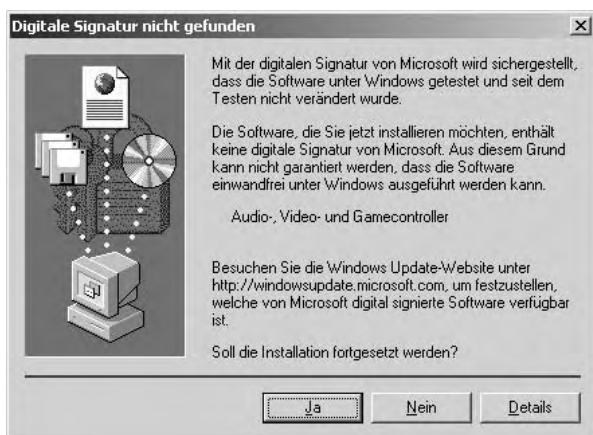 Digitale Signatur nicht gefunden
Mit der digitalen Signatur von Microsoft wird sichergestellt,
dass die Software unter Windows getestet und seit dem
Testen nicht verändert wurde.
Die Software, die Sie jetzt installieren möchten, enthält
keine digitale Signatur von Microsoft. Aus diesem Grund
kann nicht garantiert werden, dass die Software
einwandfrei unter Windows ausgeführt werden kann.
Audio-, Video- und Gamecontroller
Besuchen Sie die Windows Update-Website unter
http://windowsupdate.microsoft.com, um festzustellen,
welche von Microsoft digital signierte Software verfügbar
ist.
Soll die Installation fortgesetzt werden?
Ja
Nein
Details